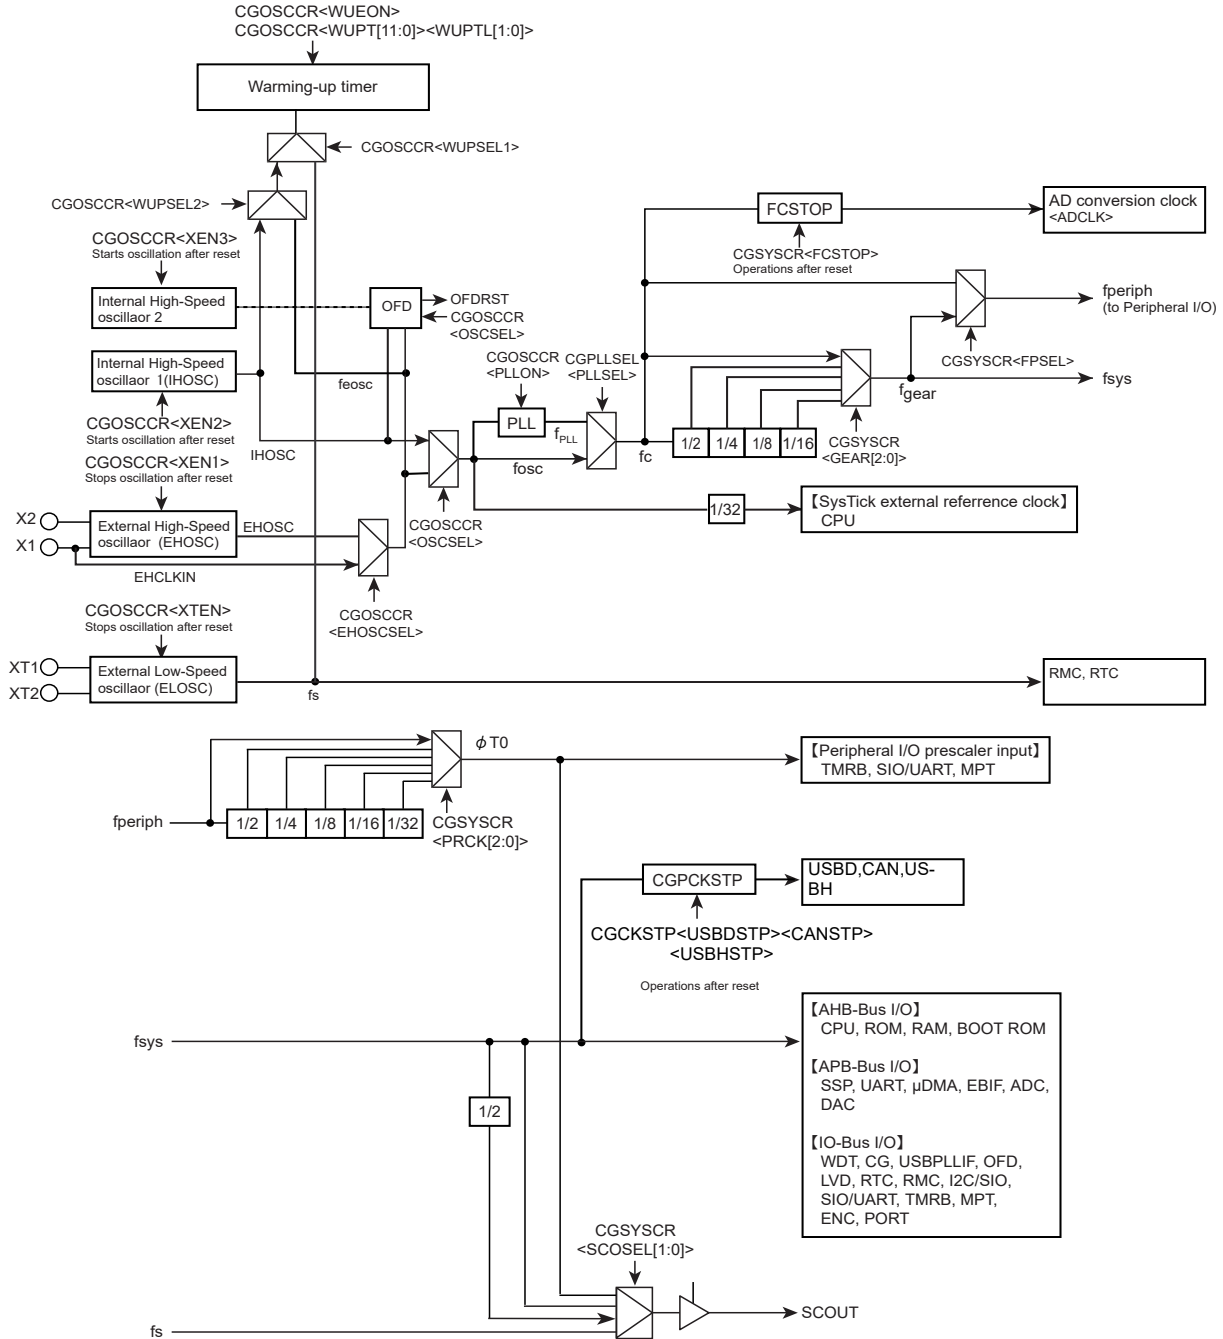 CGOSCCR<WUEON>
CGOSCCR<WUPT[11:0]><WUPTL[1:0]>
Warming-up timer
CGOSCCR<WUPSEL1>
CGOSCCR<WUPSEL2>
FCSTOP
AD conversion clock
<ADCLK>
CGOSCCR<XEN3>
Starts oscillation after reset
CGSYSCR<FCSTOP>
Operations after reset
Internal High-Speed
oscillaor 2
OFD
OFDRST
CGOSCCR
<OSCSEL>
fperiph
(to Peripheral I/O)
Internal High-Speed
oscillaor 1(IHOSC)
feosc
CGOSCCR
<PLLON>
CGPLLSEL
<PLLSEL>
CGSYSCR<FPSEL>
fsys
fgear
CGOSCCR<XEN2>
Starts oscillation after reset
PLL
fPLL
IHOSC
fosc
fc
1/2
1/4
1/8
1/16
CGSYSCR
<GEAR[2:0]>
CGOSCCR<XEN1>
Stops oscillation after reset
X2
X1
External High-Speed
oscillaor (EHOSC)
EHOSC
EHCLKIN
CGOSCCR
<OSCSEL>
1/32
【SysTick external referrence clock】
CPU
CGOSCCR
<EHOSCSEL>
CGOSCCR<XTEN>
Stops oscillation after reset
XT1
XT2
External Low-Speed
oscillaor (ELOSC)
fs
RMC, RTC
ϕT0
【Peripheral I/O prescaler input】
TMRB, SIO/UART, MPT
fperiph
1/2
1/4
1/8
1/16
1/32
CGSYSCR
<PRCK[2:0]>
CGPCKSTP
USBD,CAN,US-
BH
CGCKSTP<USBDSTP><CANSTP>
<USBHSTP>
Operations after reset
fsys
1/2
【AHB-Bus I/O】
CPU, ROM, RAM, BOOT ROM
【APB-Bus I/O】
SSP, UART, µDMA, EBIF, ADC,
DAC
【IO-Bus I/O】
WDT, CG, USBPLLIF, OFD,
LVD, RTC, RMC, I2C/SIO,
SIO/UART, TMRB, MPT,
ENC, PORT
CGSYSCR
<SCOSEL[1:0]>
SCOUT
fs